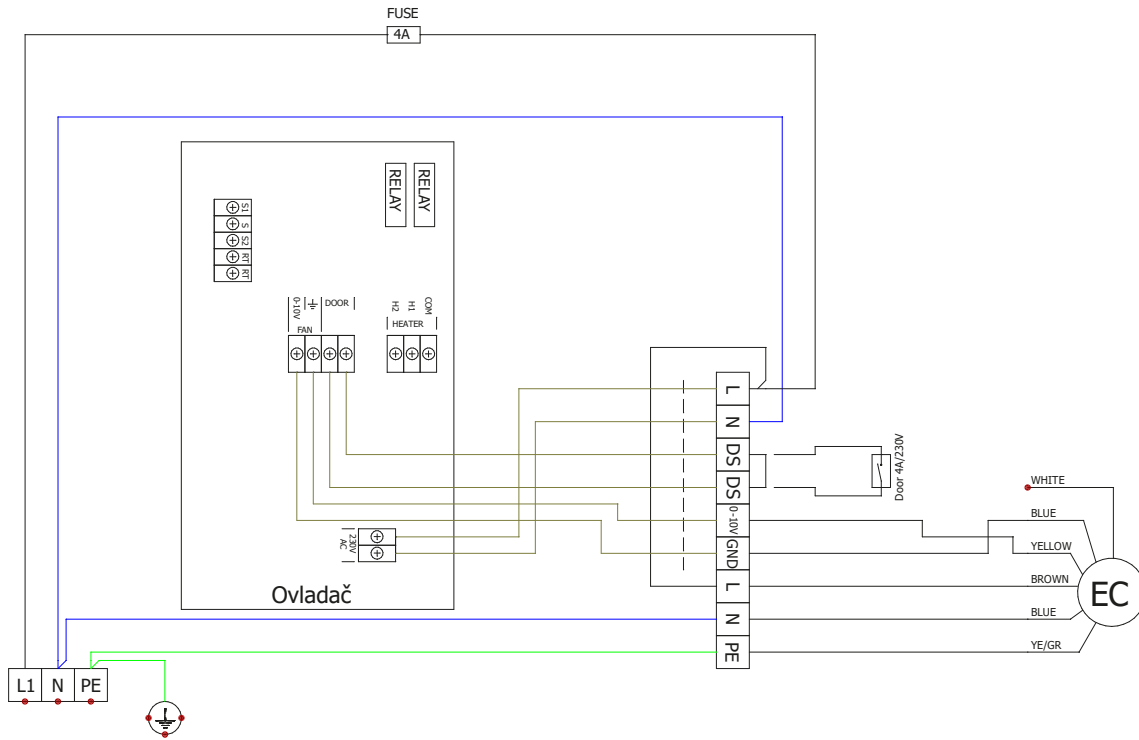 FUSE
4A
RELAY
RELAY
S1
S
S2
RT
RT
0-10V
DOOR
FAN
H2
H1
COM
HEATER
L
N
DS
DS
0-10V
GND
L
N
PE
Door 4A/230V
WHITE
BLUE
YELLOW
BROWN
BLUE
YE/GR
EC
230V
AC
Ovladač
L1
N
PE